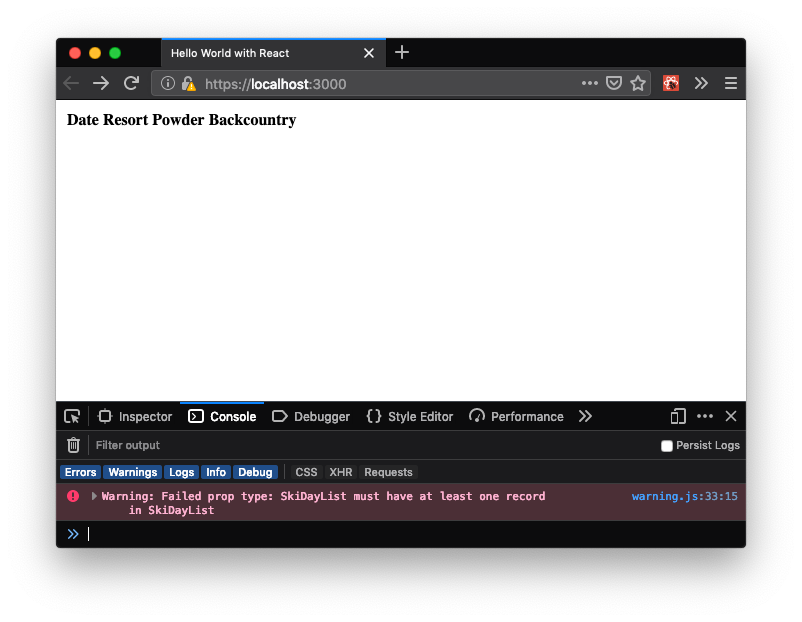 Hello World with React
https://localhost:3000
Date Resort Powder Backcountry
Inspector Console Debugger Style Editor Performance
Filter output Persist Logs
Errors Warnings Logs Info Debug CSS XHR Requests
Warning: Failed prop type: SkiDayList must have at least one record warning.js:33:15
in SkiDayList